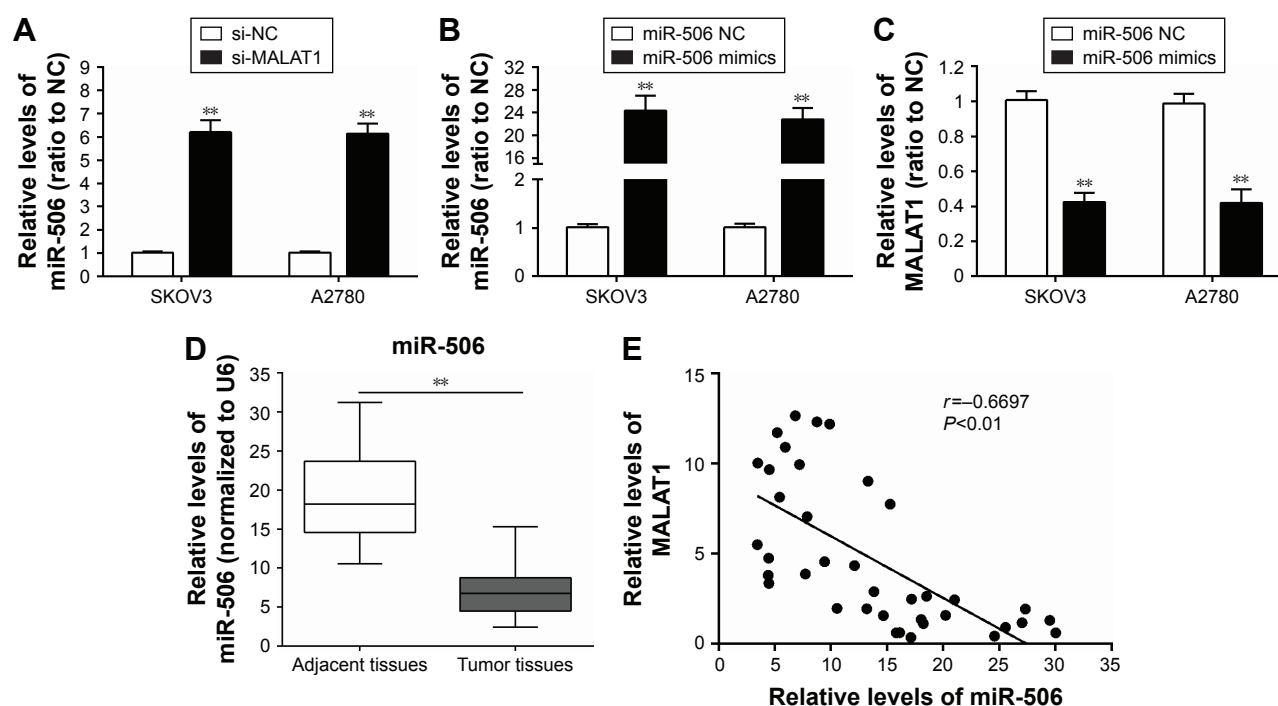 A
si-NC
si-MALAT1
Relative levels of
miR-506 (ratio to NC)
9
8
7
6
5
4
3
2
1
0
**
**
SKOV3
A2780
B
miR-506 NC
miR-506 mimics
Relative levels of
miR-506 (ratio to NC)
32
28
24
20
16
2
1
0
**
**
SKOV3
A2780
C
miR-506 NC
miR-506 mimics
Relative levels of
MALAT1 (ratio to NC)
1.2
1
0.8
0.6
0.4
0.2
0
**
**
SKOV3
A2780
D
miR-506
Relative levels of
miR-506 (normalized to U6)
35
30
25
20
15
10
5
0
**
Adjacent tissues
Tumor tissues
E
Relative levels of
MALAT1
15
10
5
0
r=–0.6697
P<0.01
0
5
10
15
20
25
30
35
Relative levels of miR-506